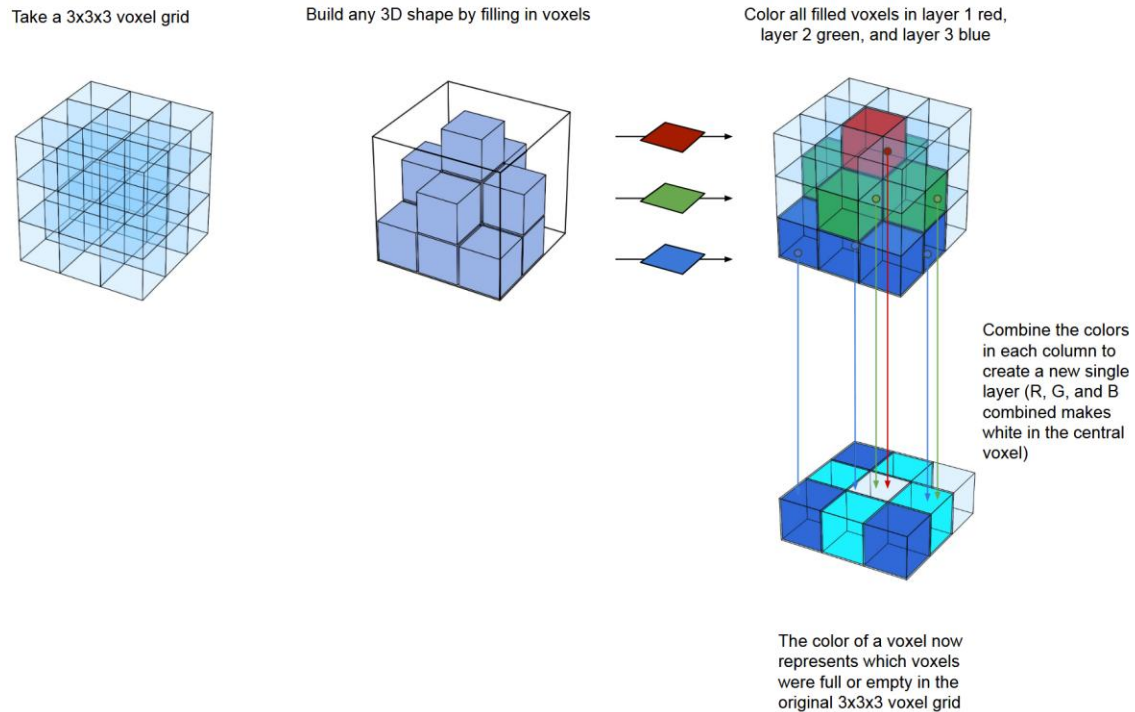 Take a 3x3x3 voxel grid
Build any 3D shape by filling in voxels
Color all filled voxels in layer 1 red,
layer 2 green, and layer 3 blue
Combine the colors
in each column to
create a new single
layer (R, G, and B
combined makes
white in the central
voxel)
The color of a voxel now
represents which voxels
were full or empty in the
original 3x3x3 voxel grid